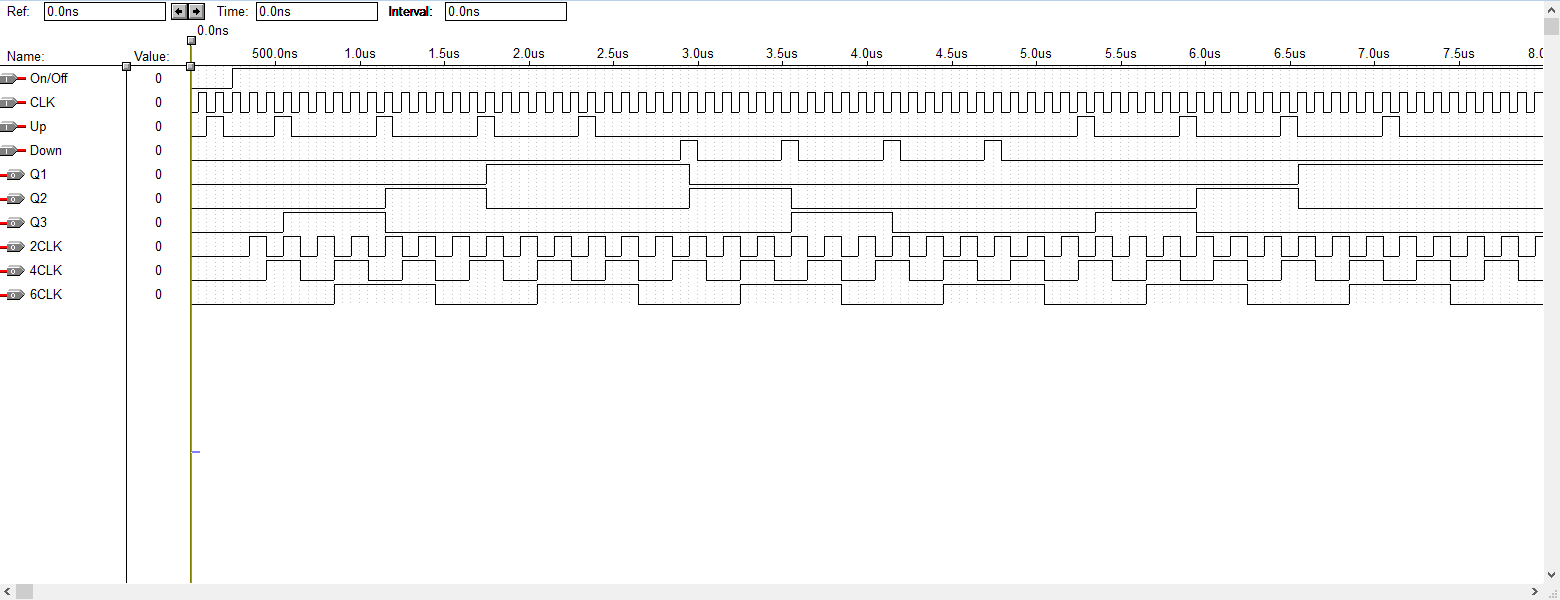 Ref: 0.0ns Time: 0.0ns Interval: 0.0ns
0.0ns
Name: Value: 500.0ns 1.0us 1.5us 2.0us 2.5us 3.0us 3.5us 4.0us 4.5us 5.0us 5.5us 6.0us 6.5us 7.0us 7.5us 8.0
On/Off 0
CLK 0
Up 0
Down 0
Q1 0
Q2 0
Q3 0
2CLK 0
4CLK 0
6CLK 0